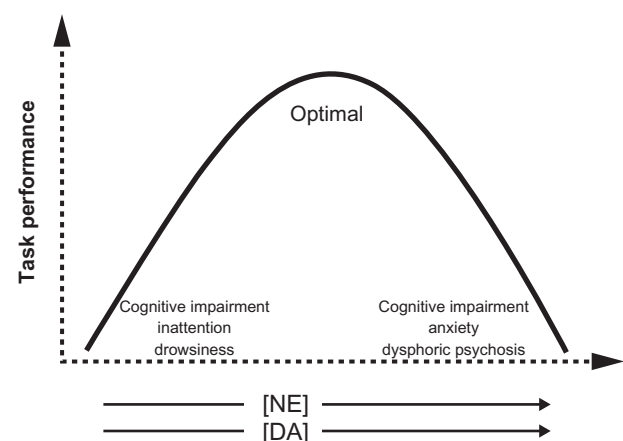 Task performance
Optimal
Cognitive impairment
inattention
drowsiness
Cognitive impairment
anxiety
dysphoric psychosis
[NE]
[DA]